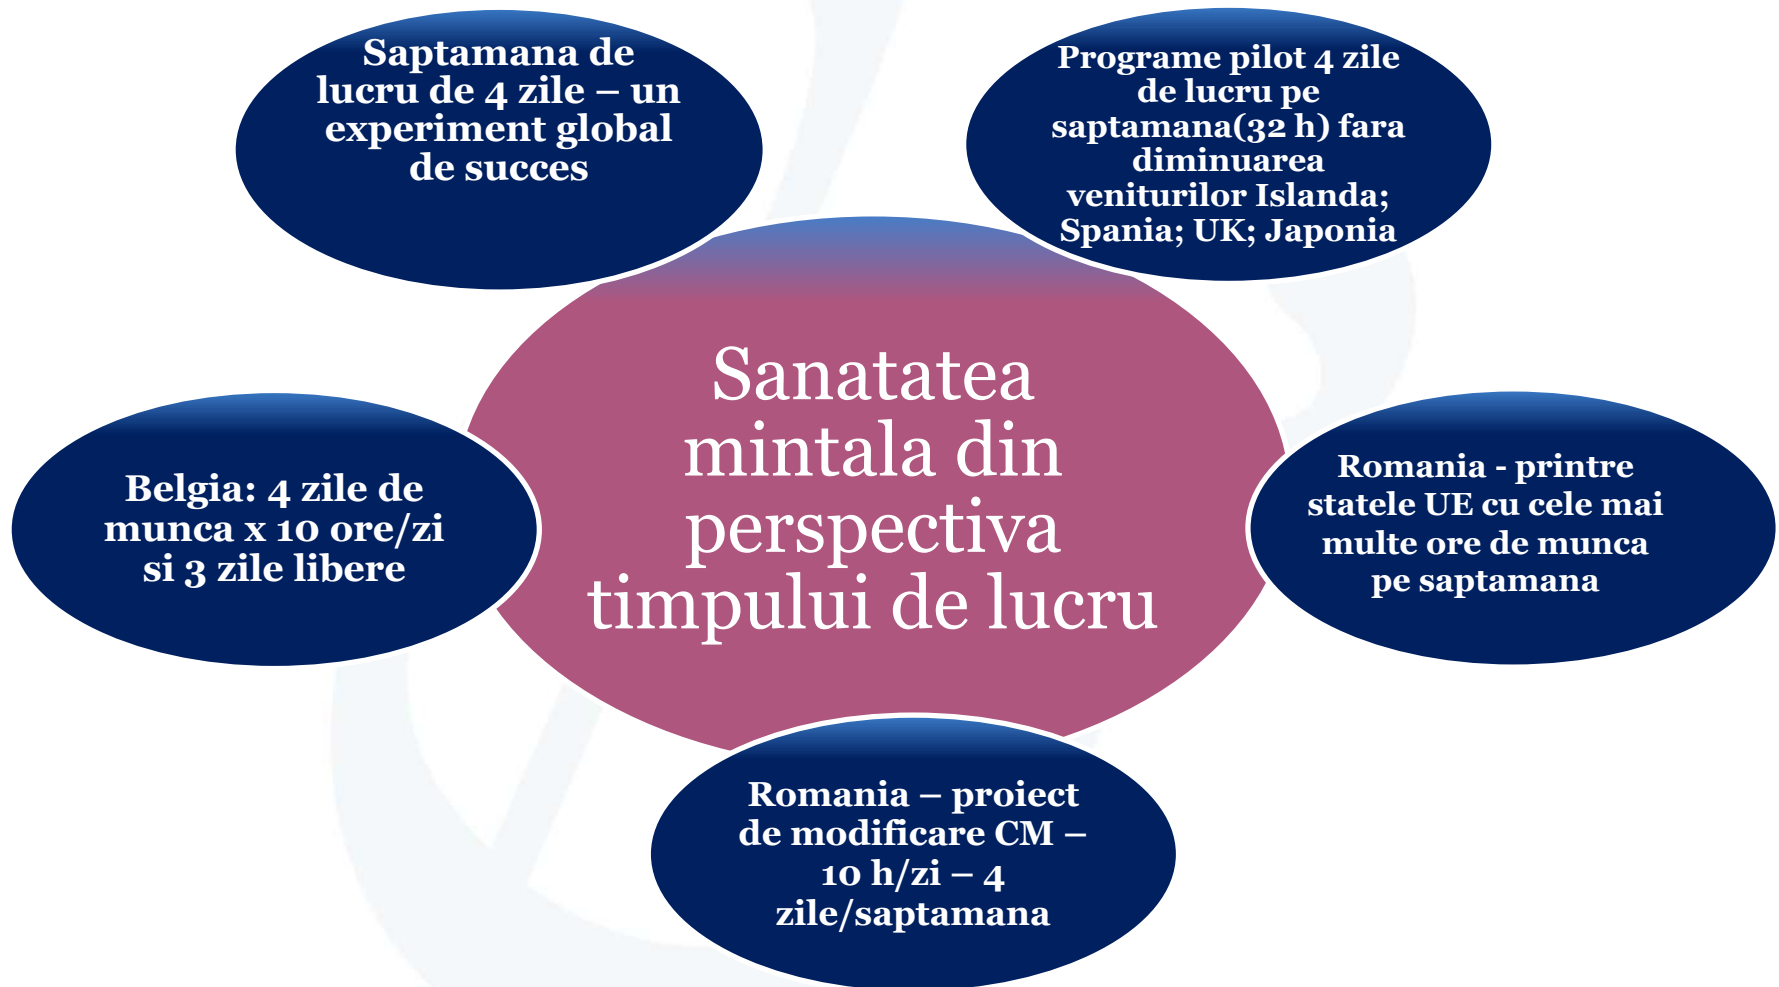 Saptamana de
lucru de 4 zile – un
experiment global
de succes
Programe pilot 4 zile
de lucru pe
saptamana(32 h) fara
diminuarea
veniturilor Islanda;
Spania; UK; Japonia
Sanatatea
mintala din
perspectiva
timpului de lucru
Belgia: 4 zile de
munca x 10 ore/zi
si 3 zile libere
Romania - printre
statele UE cu cele mai
multe ore de munca
pe saptamana
Romania – proiect
de modificare CM –
10 h/zi – 4
zile/saptamana